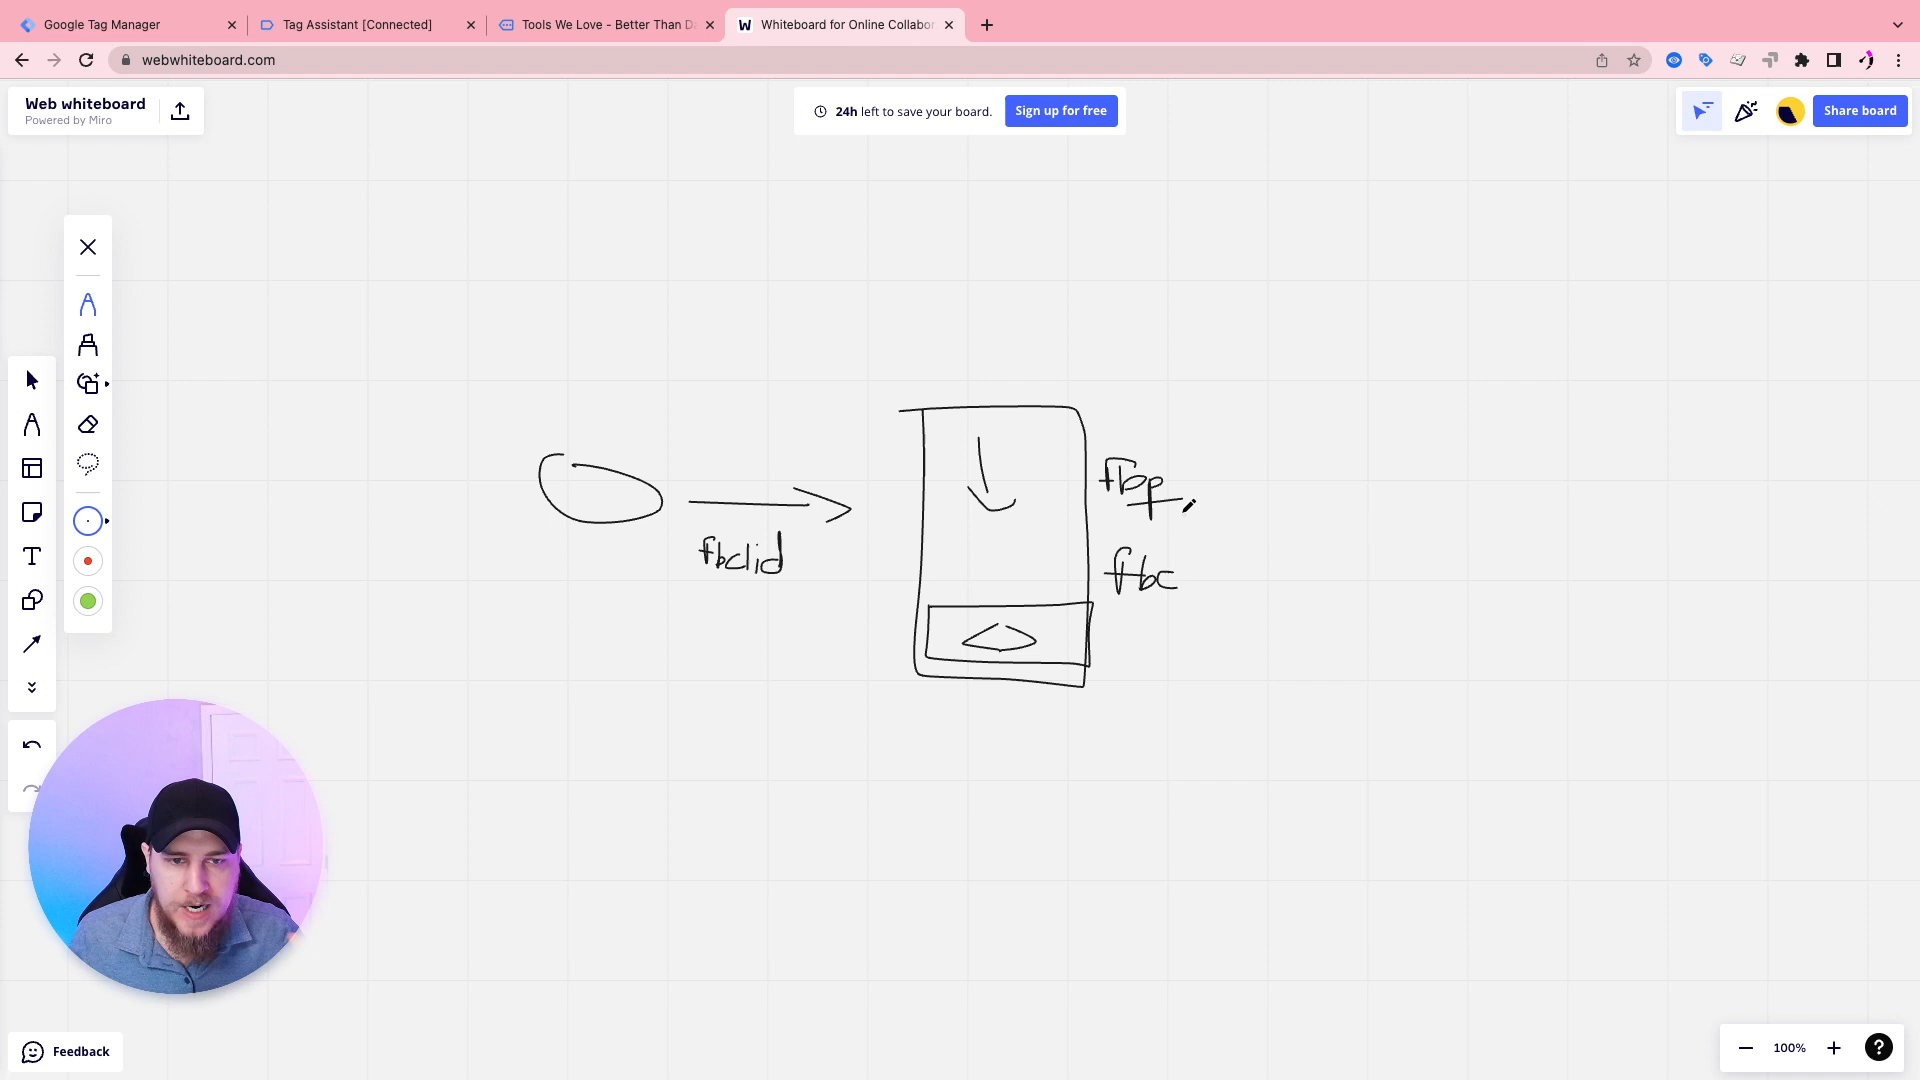 Google Tag Manager
Tag Assistant [Connected]
Tools We Love - Better Than D
Whiteboard for Online Collabor
webwhiteboard.com
Web whiteboard
Powered by Miro
24h left to save your board.
Sign up for free
Share board
fbp
fbclid
fbc
Feedback
100%